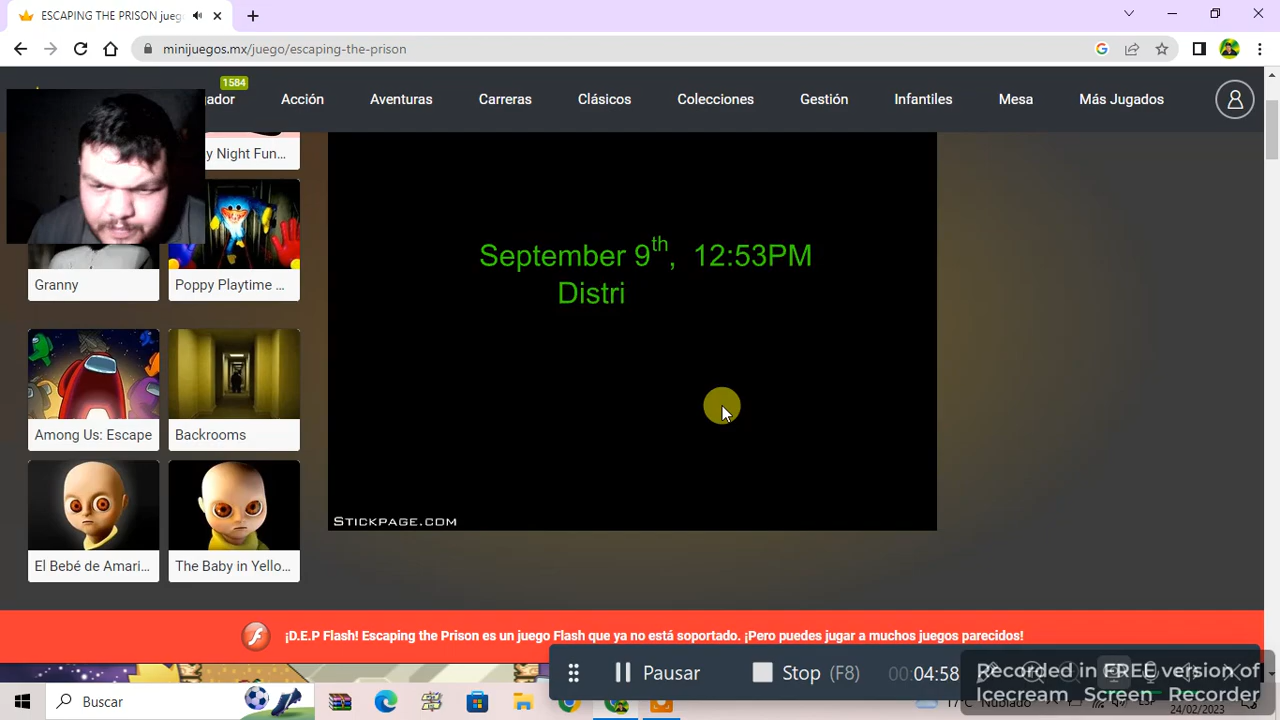 ESCAPING THE PRISON jueg
minijuegos.mx/juego/escaping-the-prison
1584
gador
Acción
Aventuras
Carreras
Clásicos
Colecciones
Gestión
Infantiles
Mesa
Más Jugados
y Night Fun...
Granny
Poppy Playtime ...
Among Us: Escape
Backrooms
El Bebé de Amari...
The Baby in Yello...
September 9th, 12:53PM
Distri
STICKPAGE.COM
¡D.E.P Flash! Escaping the Prison es un juego Flash que ya no está soportado. ¡Pero puedes jugar a muchos juegos parecidos!
Pausar
Stop (F8)
00:04:58
Recorded in FREE version of
Icecream Screen Recorder
Buscar
17°C Nublado
24/02/2023